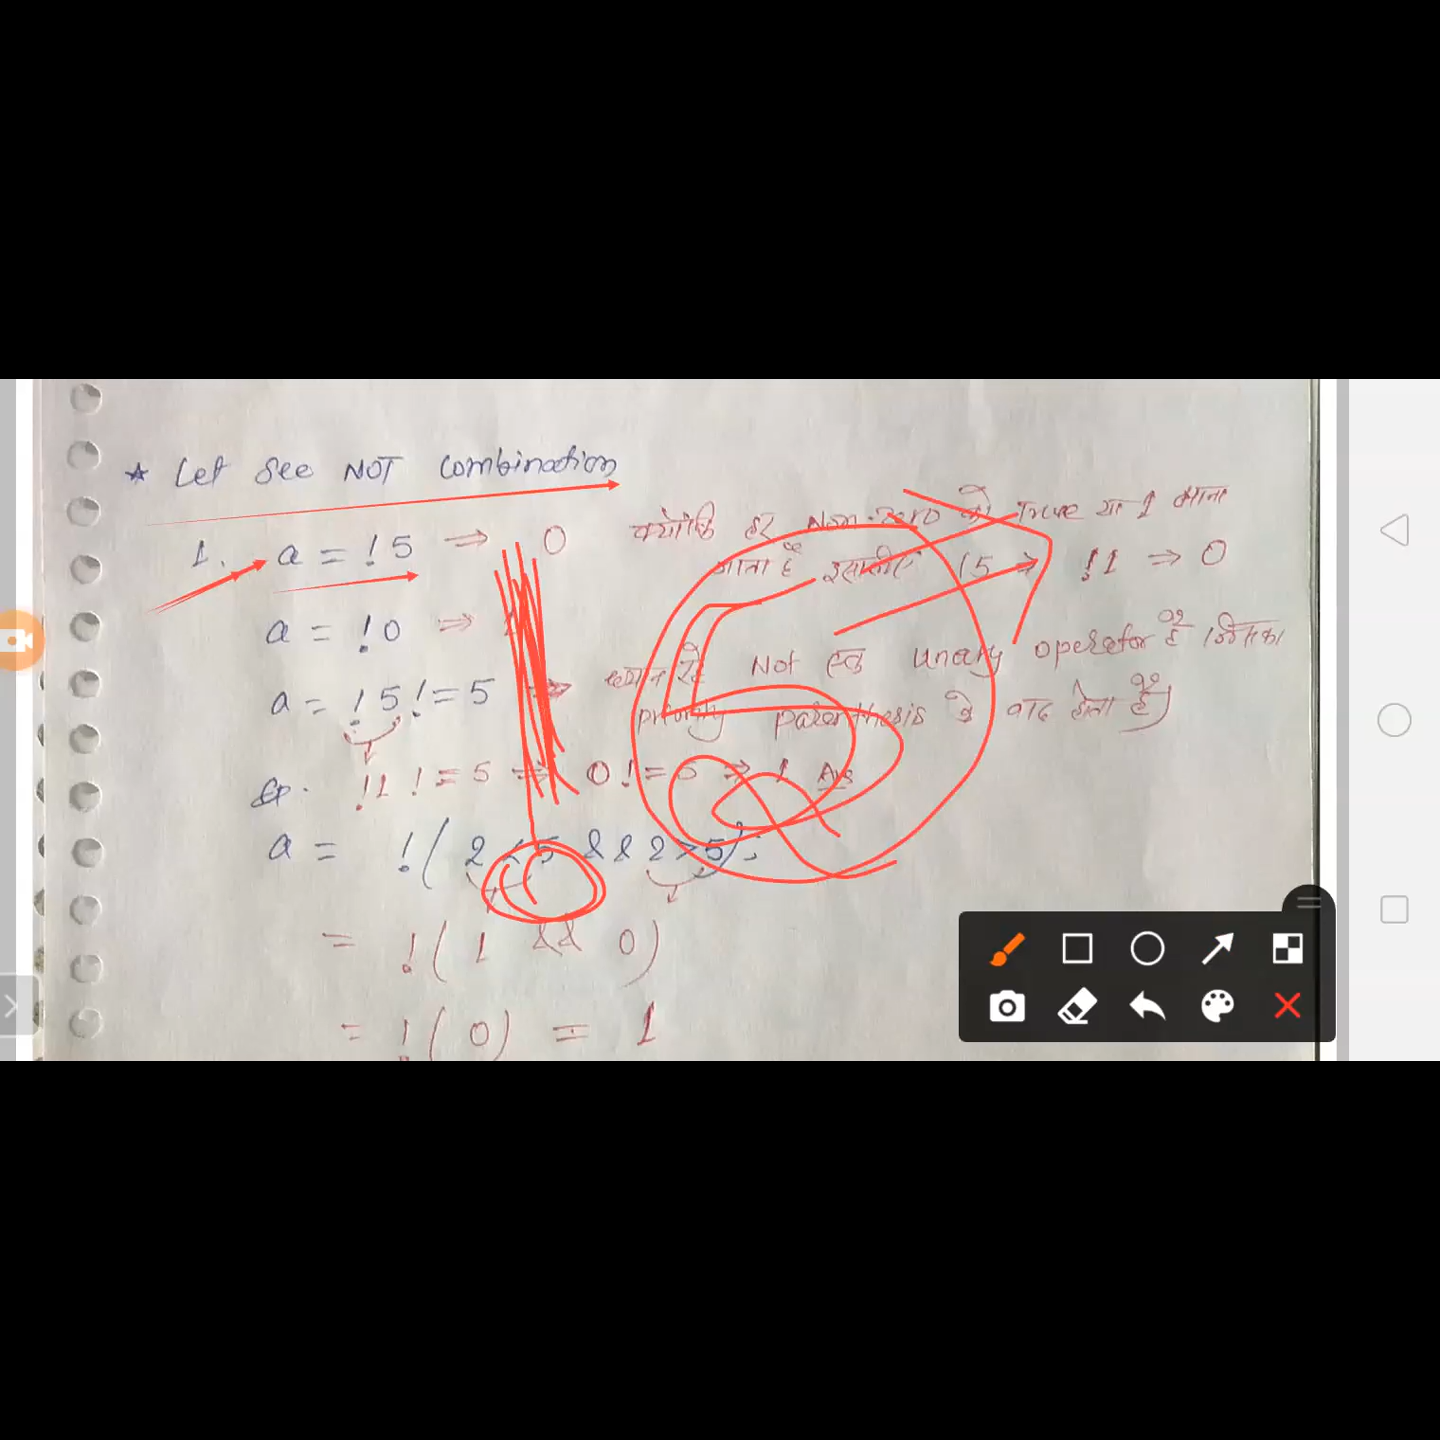 * Let See NOT Combination
1. a = !5 ⇒ 0 क्योंकि हर Non-Zero को True या 1 माना
जाता है इसलिए !5 ⇒ !1 ⇒ 0
a = !0 ⇒
a = !5 != 5 ⇒ ध्यान रहे Not एक unary operator है जिसका
priority parenthesis के बाद होता है
!1 != 5 ⇒ 0 != 5 ⇒ 1 Ans
a = !( 2 < 5 && 2 > 5);
= !( 1 && 0)
= !( 0) = 1